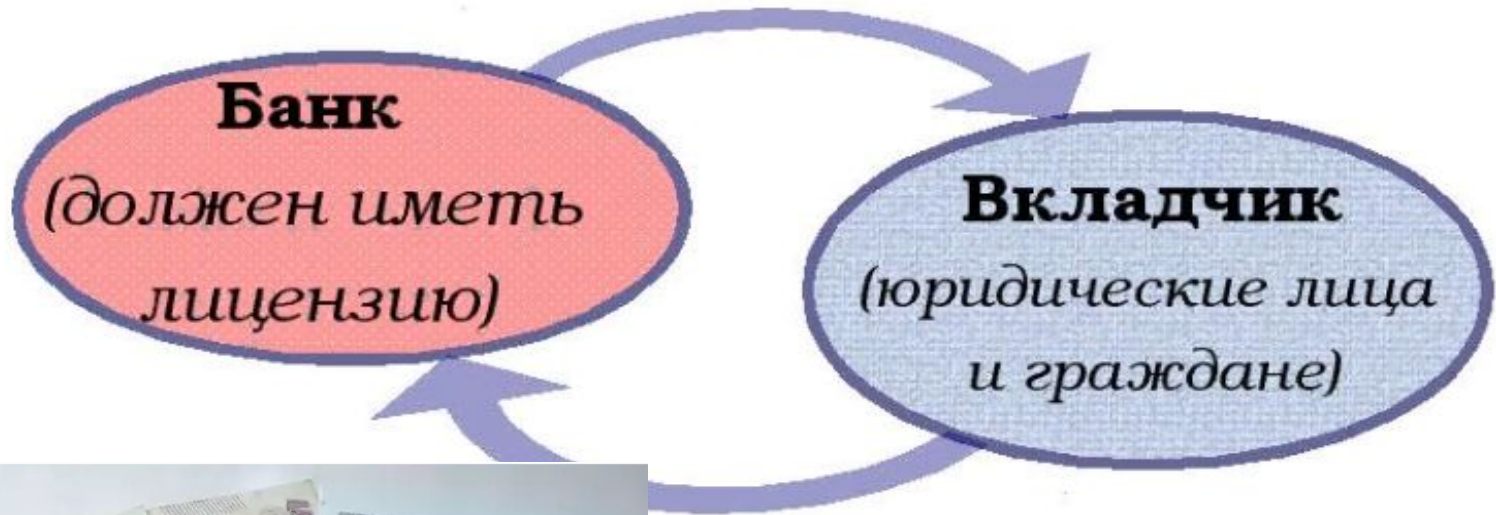 Банк
(должен иметь
лицензию)
Вкладчик
(юридические лица
и граждане)